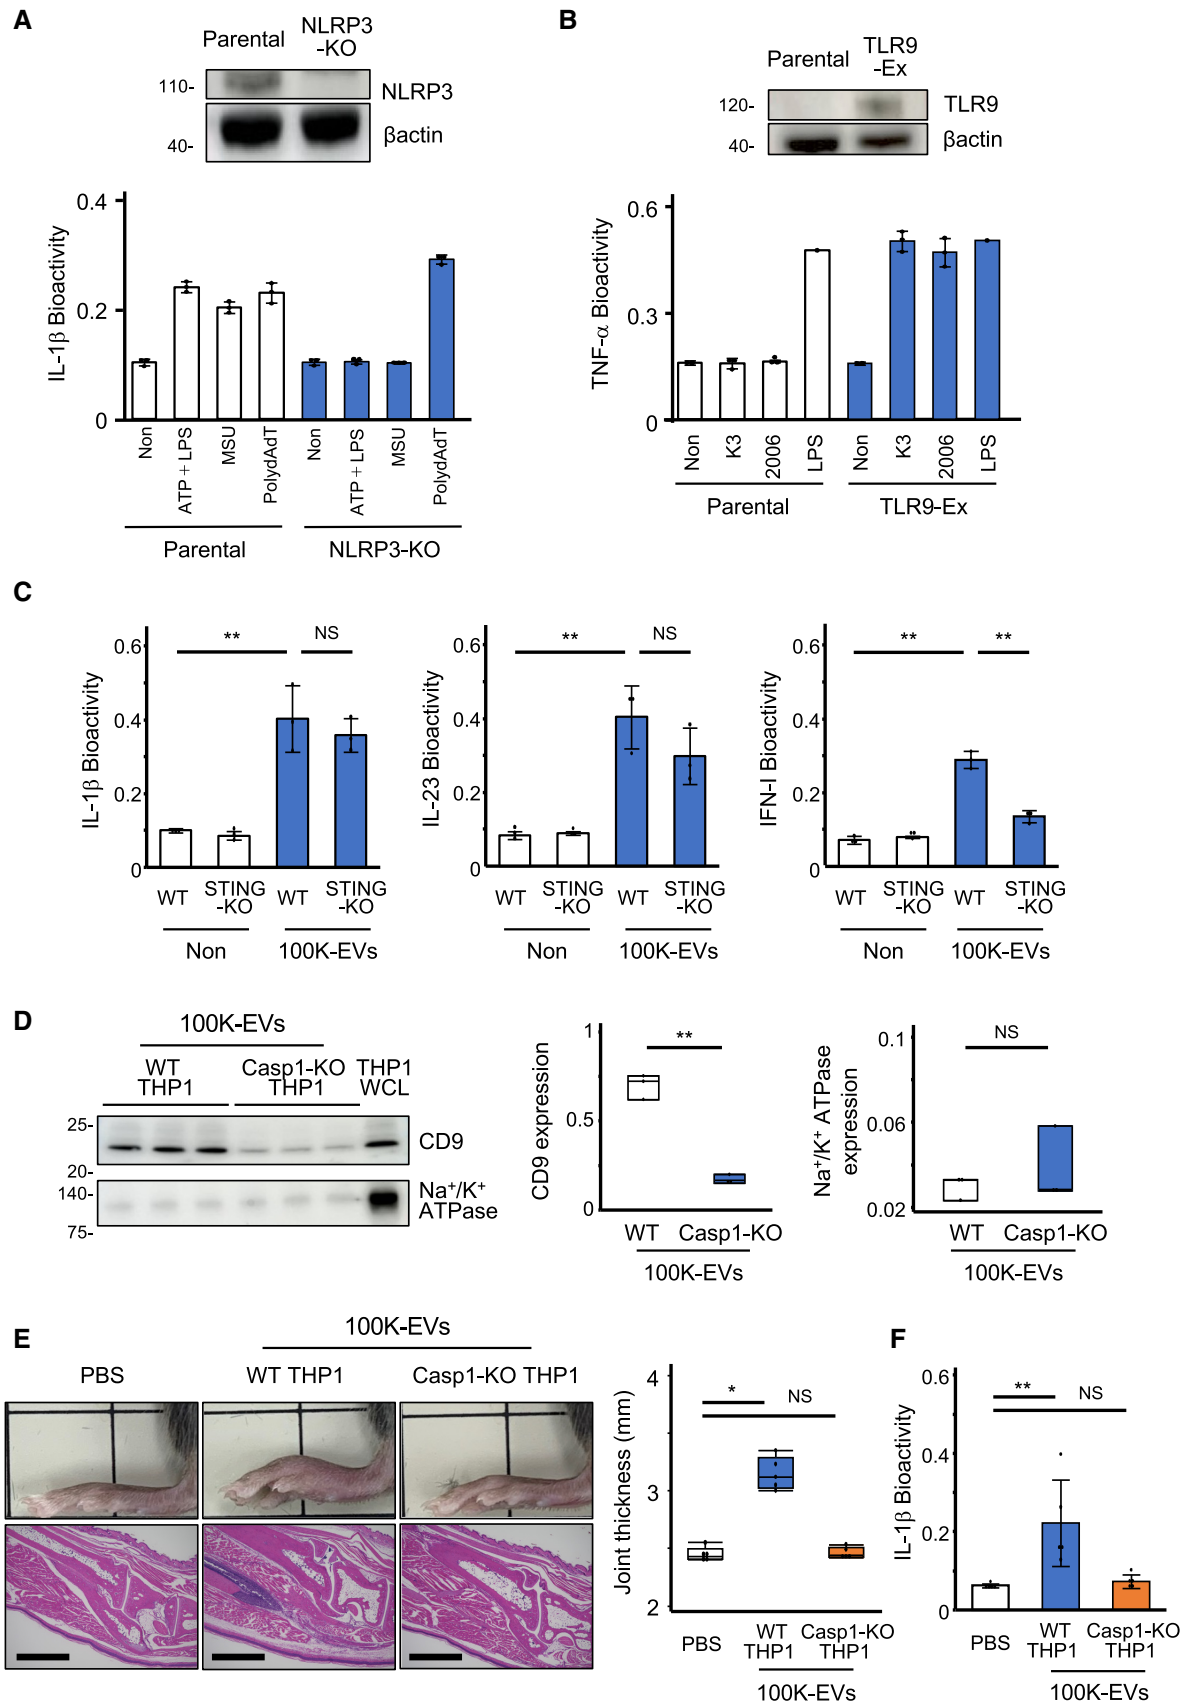 A
Parental
NLRP3
-KO
110-
NLRP3
40-
βactin
IL-1β Bioactivity
0.4
0.2
0
Non
ATP + LPS
MSU
PolydAdT
Non
ATP + LPS
MSU
PolydAdT
Parental
NLRP3-KO
B
Parental
TLR9
-Ex
120-
TLR9
40-
βactin
TNF-α Bioactivity
0.6
0.3
0
Non
K3
2006
LPS
Non
K3
2006
LPS
Parental
TLR9-Ex
C
IL-1β Bioactivity
0.6
0.4
0.2
0
**
NS
WT
STING
-KO
WT
STING
-KO
Non
100K-EVs
IL-23 Bioactivity
0.6
0.4
0.2
0
**
NS
WT
STING
-KO
WT
STING
-KO
Non
100K-EVs
IFN-I Bioactivity
0.6
0.4
0.2
0
**
**
WT
STING
-KO
WT
STING
-KO
Non
100K-EVs
D
100K-EVs
WT
THP1
Casp1-KO
THP1
THP1
WCL
25-
20-
CD9
140-
75-
Na⁺/K⁺
ATPase
CD9 expression
1
0.5
0
**
WT
Casp1-KO
100K-EVs
Na⁺/K⁺ ATPase
expression
0.1
0.06
0.02
NS
WT
Casp1-KO
100K-EVs
E
100K-EVs
PBS
WT THP1
Casp1-KO THP1
Joint thickness (mm)
4
3
2
*
NS
PBS
WT
THP1
Casp1-KO
THP1
100K-EVs
F
IL-1β Bioactivity
0.6
0.4
0.2
0
**
NS
PBS
WT
THP1
Casp1-KO
THP1
100K-EVs